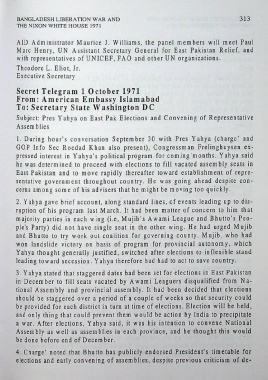 BANGLADESH LIBERATION WAR AND
THE NIXON WHITE HOUSE 1971
313
AID Administrator Maurice J. Williams, the panel members will meet Paul
Marc Henry, UN Assistant Secretary General for East Pakistan Relief, and
with representatives of UNICEF, FAO and other UN organizations.
Theodore L. Eliot, Jr.
Executive Secretary
Secret Telegram 1 October 1971
From: American Embassy Islamabad
To: Secretary State Washington DC
Subject: Pres Yahya on East Pak Elections and Convening of Representative
Assemblies
1. During hour's conversation September 30 with Pres Yahya (charge' and
GOP Info Sec Roedad Khan also present), Congressman Frelinghuysen ex-
pressed interest in Yahya's political program for coming months. Yahya said
he was determined to proceed with elections to fill vacated assembly seats in
East Pakistan and to move rapidly thereafter toward establishment of repre-
sentative government throughout country. He was going ahead despite con-
cerns among some of his advisers that he might be moving too quickly.
2. Yahya gave brief account, along standard lines, of events leading up to dis-
ruption of his program last March. It had been matter of concern to him that
majority parties in each wing (i.e., Mujib's Awami League and Bhutto's Peo-
ple's Party) did not have single seat in the other wing. He had urged Mujib
and Bhutto to try work out coalition for governing county. Mujib, who had
won landslide victory on basis of program for provincial autonomy, which
Yahya thought generally justified, switched after elections to inflexible stand
leading toward secession. Yahya therefore had had to act to save country.
3. Yahya stated that staggered dates had been set for elections in East Pakistan
in December to fill seats vacated by Awami Leaguers disqualified from Na-
tional Assembly and provincial assembly. It had been decided that elections
should be staggered over a period of a couple of weeks so that security could
be provided for each district in turn at time of elections. Election will be held,
and only thing that could prevent them would be action by India to precipitate
a war. After elections, Yahya said, it was his intention to convene National
Assembly as well as assemblies in each province, and he thought this would
be done before end of December.
4. Charge' noted that Bhutto has publicly endorsed President's timetable for
elections and early convening of assemblies, despite previous criticism of de-